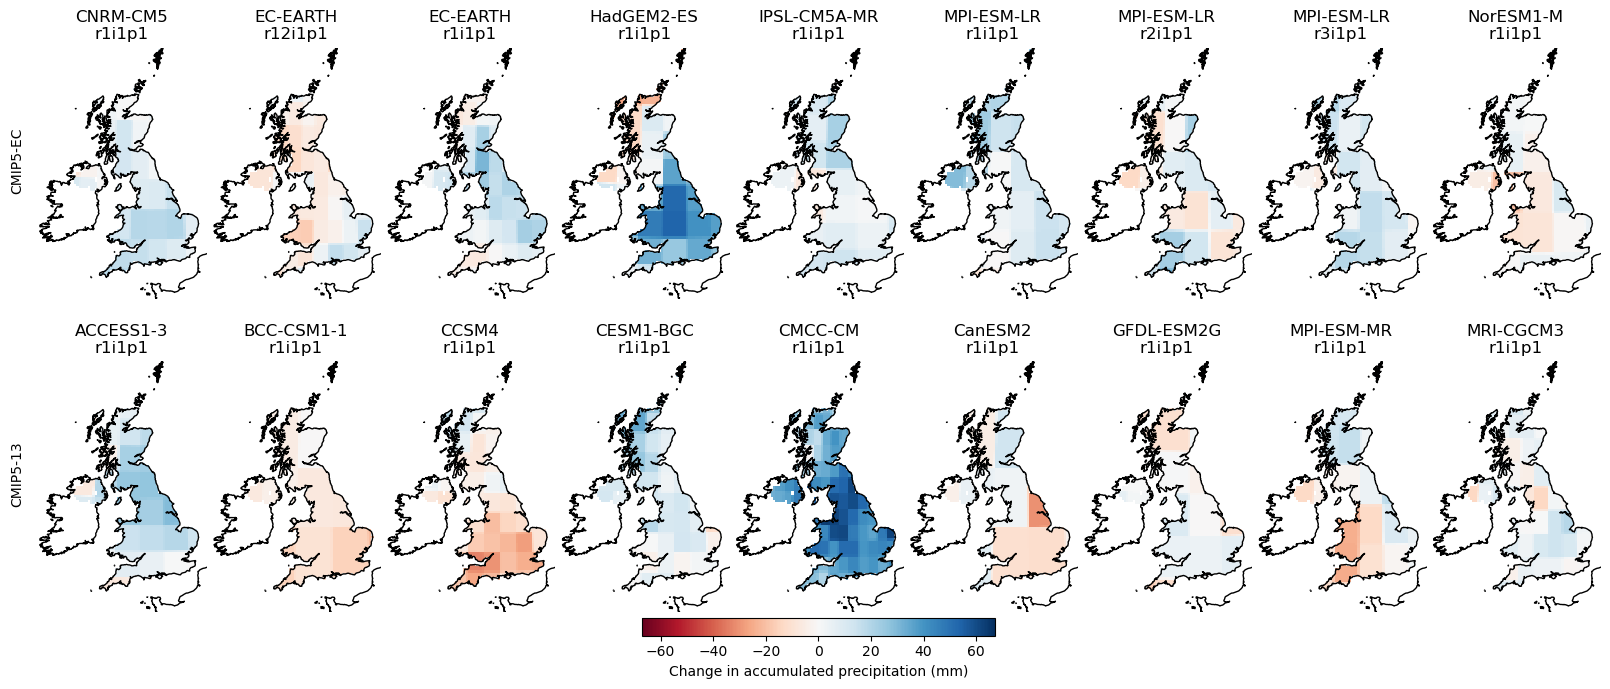 CNRM-CM5 EC-EARTH EC-EARTH HadGEM2-ES IPSL-CM5A-MR MPI-ESM-LR MPI-ESM-LR MPI-ESM-LR NorESM1-M
r1i1p1 r12i1p1 r1i1p1 r1i1p1 r1i1p1 r1i1p1 r2i1p1 r3i1p1 r1i1p1
CMIP5-EC
ACCESS1-3 BCC-CSM1-1 CCSM4 CESM1-BGC CMCC-CM CanESM2 GFDL-ESM2G MPI-ESM-MR MRI-CGCM3
r1i1p1 r1i1p1 r1i1p1 r1i1p1 r1i1p1 r1i1p1 r1i1p1 r1i1p1 r1i1p1
CMIP5-13
−60 −40 −20 0 20 40 60
Change in accumulated precipitation (mm)